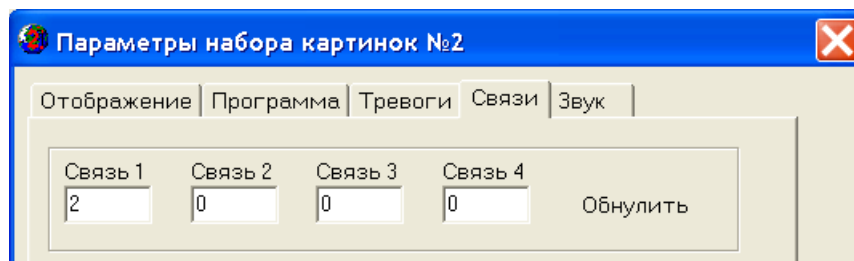 Параметры набора картинок №2
Отображение Программа Тревоги Связи Звук
Связь 1 Связь 2 Связь 3 Связь 4
2 0 0 0 Обнулить